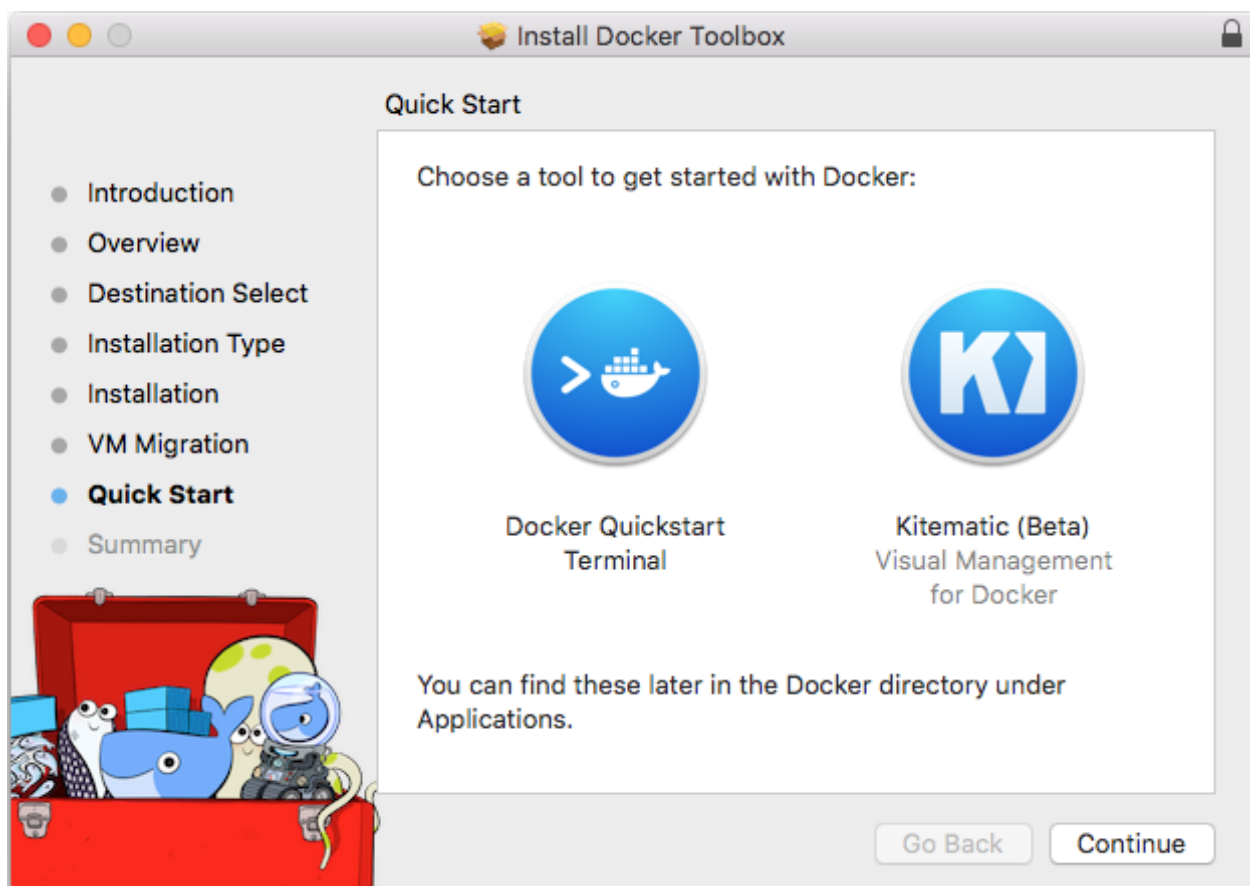 Install Docker Toolbox
Quick Start
Introduction
Overview
Destination Select
Installation Type
Installation
VM Migration
Quick Start
Summary
Choose a tool to get started with Docker:
Docker Quickstart
Terminal
Kitematic (Beta)
Visual Management
for Docker
You can find these later in the Docker directory under
Applications.
Go Back
Continue